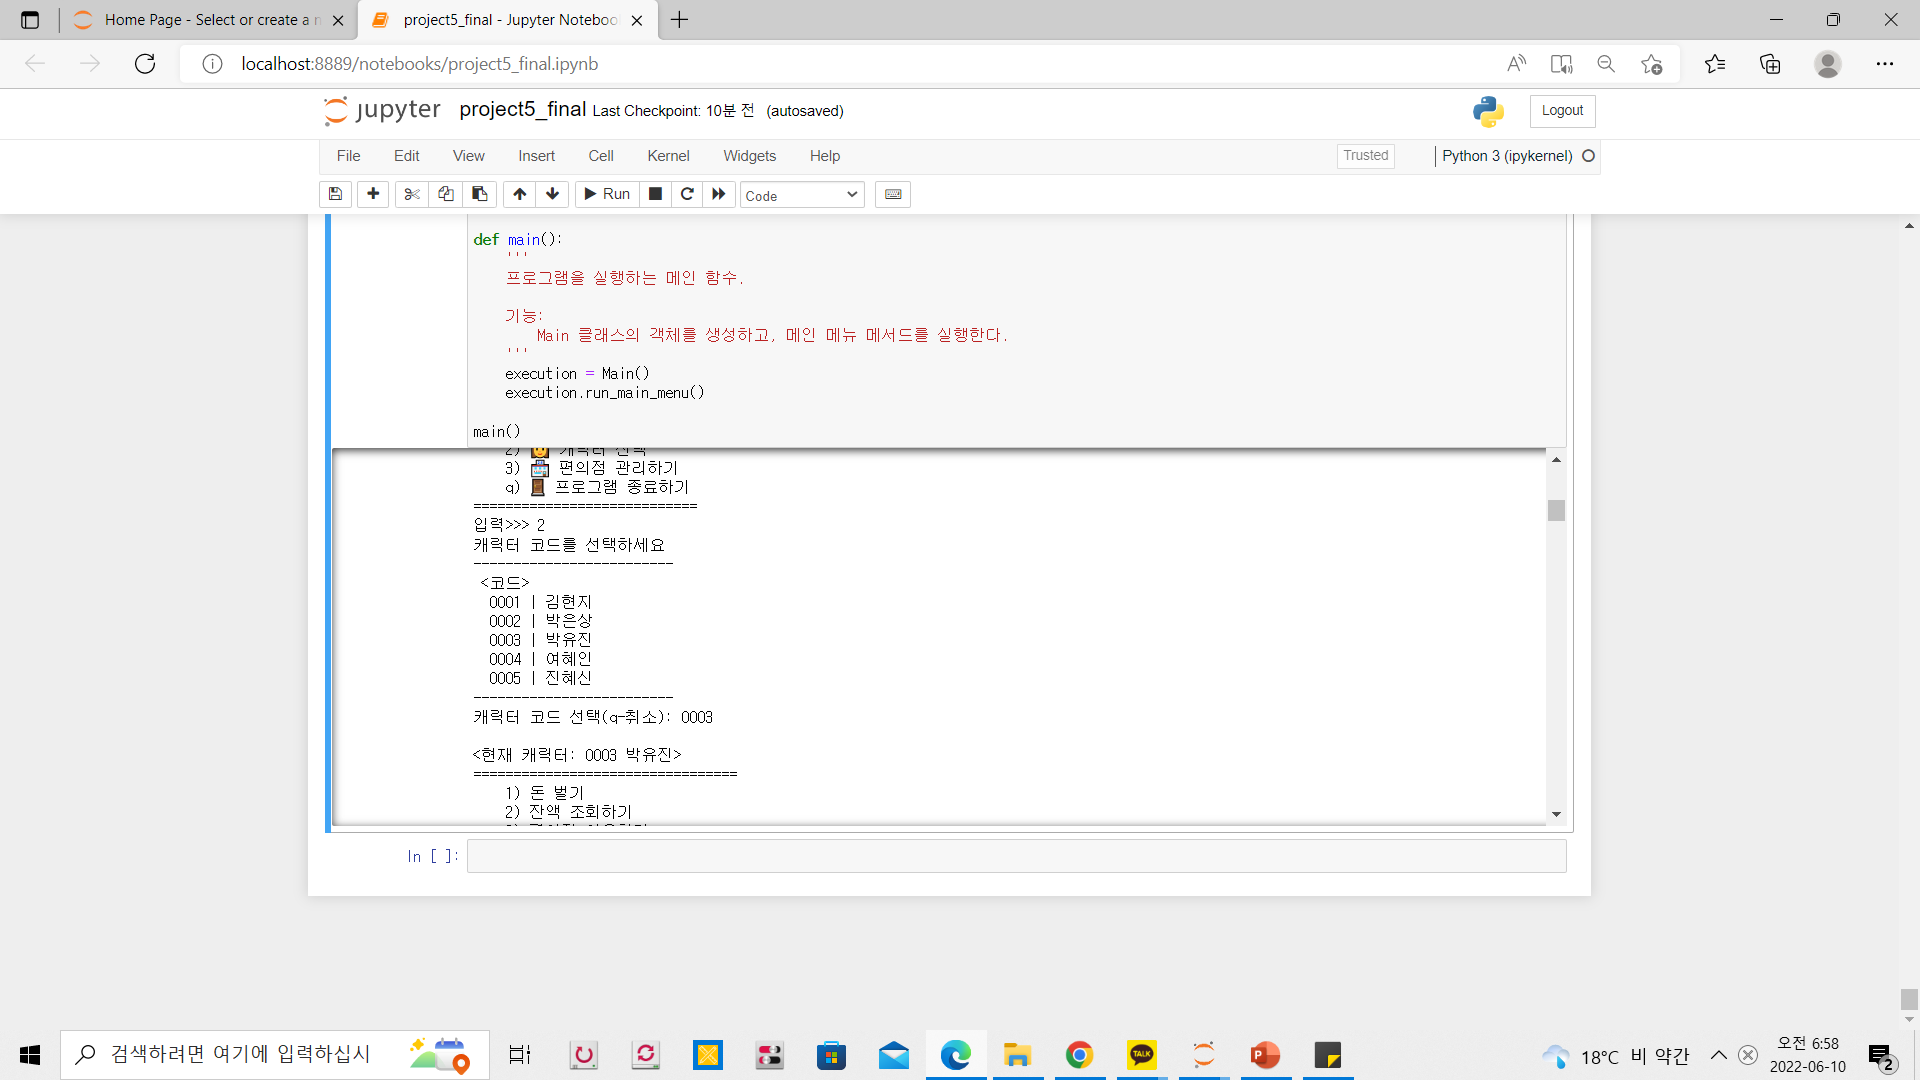 Home Page - Select or create a n
project5_final - Jupyter Noteboo
localhost:8889/notebooks/project5_final.ipynb
jupyter project5_final Last Checkpoint: 10분 전 (autosaved)
Logout
File Edit View Insert Cell Kernel Widgets Help
Trusted
Python 3 (ipykernel)
Run
Code
def main():
'''
프로그램을 실행하는 메인 함수.
기능:
Main 클래스의 객체를 생성하고, 메인 메뉴 메서드를 실행한다.
'''
execution = Main()
execution.run_main_menu()
main()
2) 캐릭터 선택
3) 편의점 관리하기
q) 프로그램 종료하기
============================
입력>>> 2
캐릭터 코드를 선택하세요
-------------------------
<코드>
0001 | 김현지
0002 | 박은상
0003 | 박유진
0004 | 여혜인
0005 | 진혜신
-------------------------
캐릭터 코드 선택(q-취소): 0003
<현재 캐릭터: 0003 박유진>
=================================
1) 돈 벌기
2) 잔액 조회하기
In [ ]:
검색하려면 여기에 입력하십시
TALK
18°C 비 약간
오전 6:58
2022-06-10
2